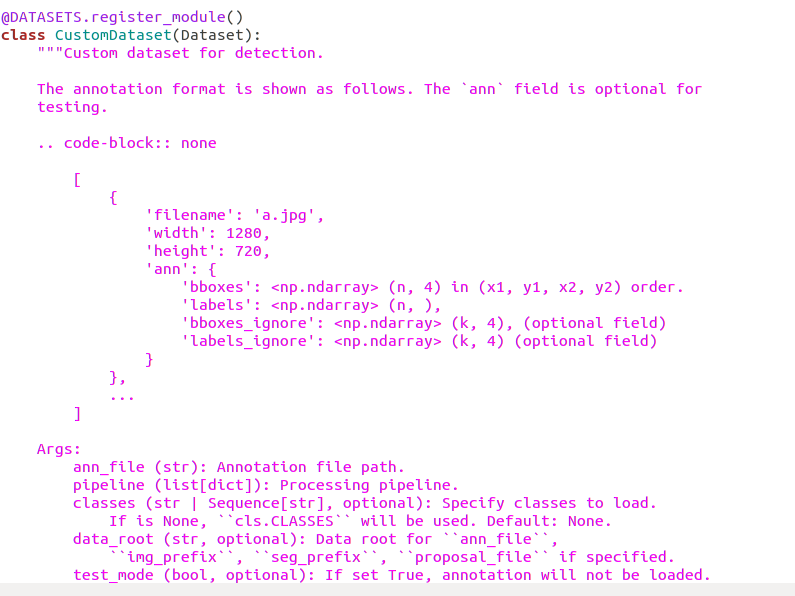 @DATASETS.register_module()
class CustomDataset(Dataset):
    """Custom dataset for detection.

    The annotation format is shown as follows. The `ann` field is optional for
    testing.

    .. code-block:: none

        [
            {
                'filename': 'a.jpg',
                'width': 1280,
                'height': 720,
                'ann': {
                    'bboxes': <np.ndarray> (n, 4) in (x1, y1, x2, y2) order.
                    'labels': <np.ndarray> (n, ),
                    'bboxes_ignore': <np.ndarray> (k, 4), (optional field)
                    'labels_ignore': <np.ndarray> (k, 4) (optional field)
                }
            },
            ...
        ]

    Args:
        ann_file (str): Annotation file path.
        pipeline (list[dict]): Processing pipeline.
        classes (str | Sequence[str], optional): Specify classes to load.
            If is None, ``cls.CLASSES`` will be used. Default: None.
        data_root (str, optional): Data root for ``ann_file``,
            ``img_prefix``, ``seg_prefix``, ``proposal_file`` if specified.
        test_mode (bool, optional): If set True, annotation will not be loaded.